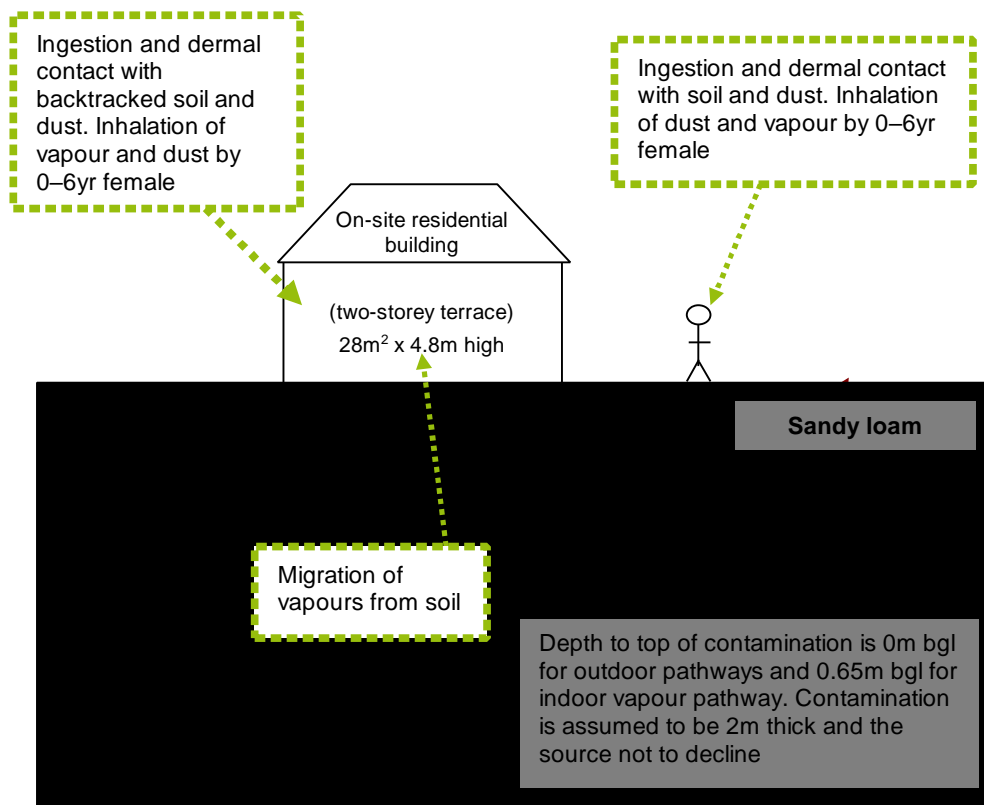 Ingestion and dermal
contact with
backtracked soil and
dust. Inhalation of
vapour and dust by
0–6yr female
Ingestion and dermal contact
with soil and dust. Inhalation
of dust and vapour by 0–6yr
female
On-site residential
building
(two-storey terrace)
28m² x 4.8m high
Sandy loam
Migration of
vapours from soil
Depth to top of contamination is 0m bgl
for outdoor pathways and 0.65m bgl for
indoor vapour pathway. Contamination
is assumed to be 2m thick and the
source not to decline